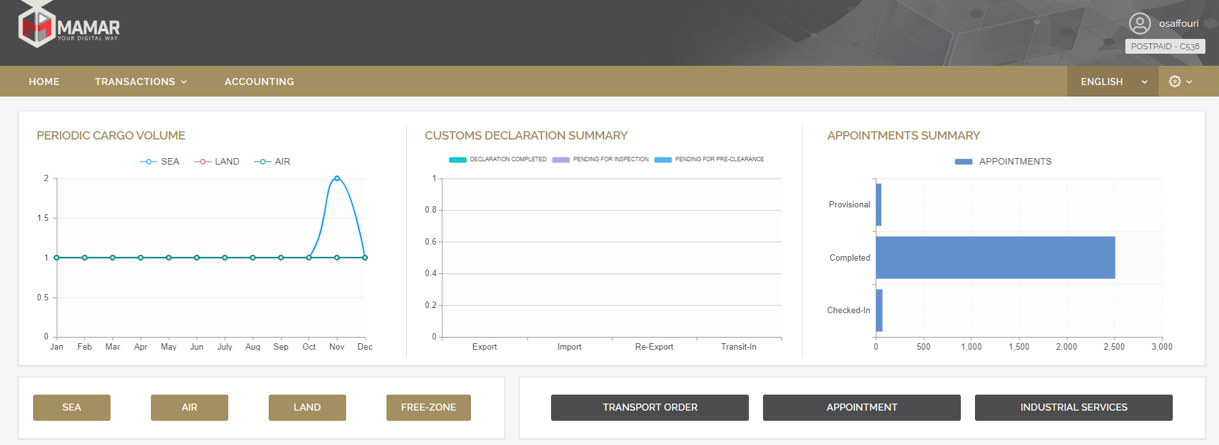 MAMAR
YOUR DIGITAL WAY
osaffouri
POSTPAID - C538
HOME TRANSACTIONS ACCOUNTING ENGLISH
PERIODIC CARGO VOLUME
SEA LAND AIR
2
1.5
1
0.5
0
Jan Feb Mar Apr May Jun July Aug Sep Oct Nov Dec
CUSTOMS DECLARATION SUMMARY
DECLARATION COMPLETED PENDING FOR INSPECTION PENDING FOR PRE-CLEARANCE
1
0.8
0.6
0.4
0.2
0
Export Import Re-Export Transit-In
APPOINTMENTS SUMMARY
APPOINTMENTS
Provisional
Completed
Checked-In
0 500 1,000 1,500 2,000 2,500 3,000
SEA AIR LAND FREE-ZONE
TRANSPORT ORDER APPOINTMENT INDUSTRIAL SERVICES